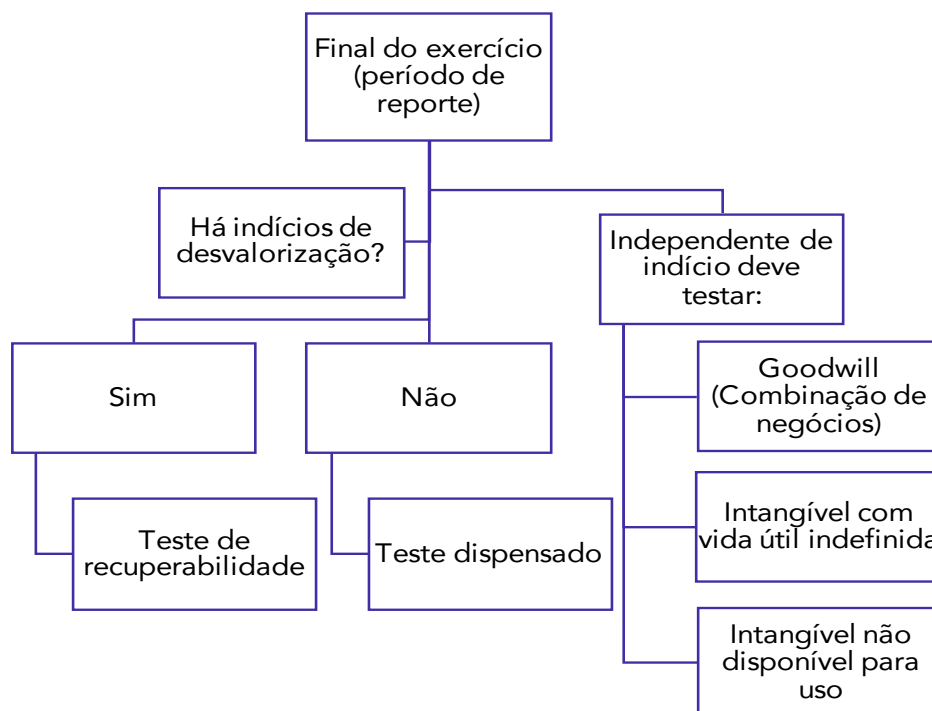 Final do exercício
(período de
reporte)
Há indícios de
desvalorização?
Independente de
indício deve
testar:
Sim
Não
Goodwill
(Combinação de
negócios)
Teste de
recuperabilidade
Teste dispensado
Intangível com
vida útil indefinida
Intangível não
disponível para
uso